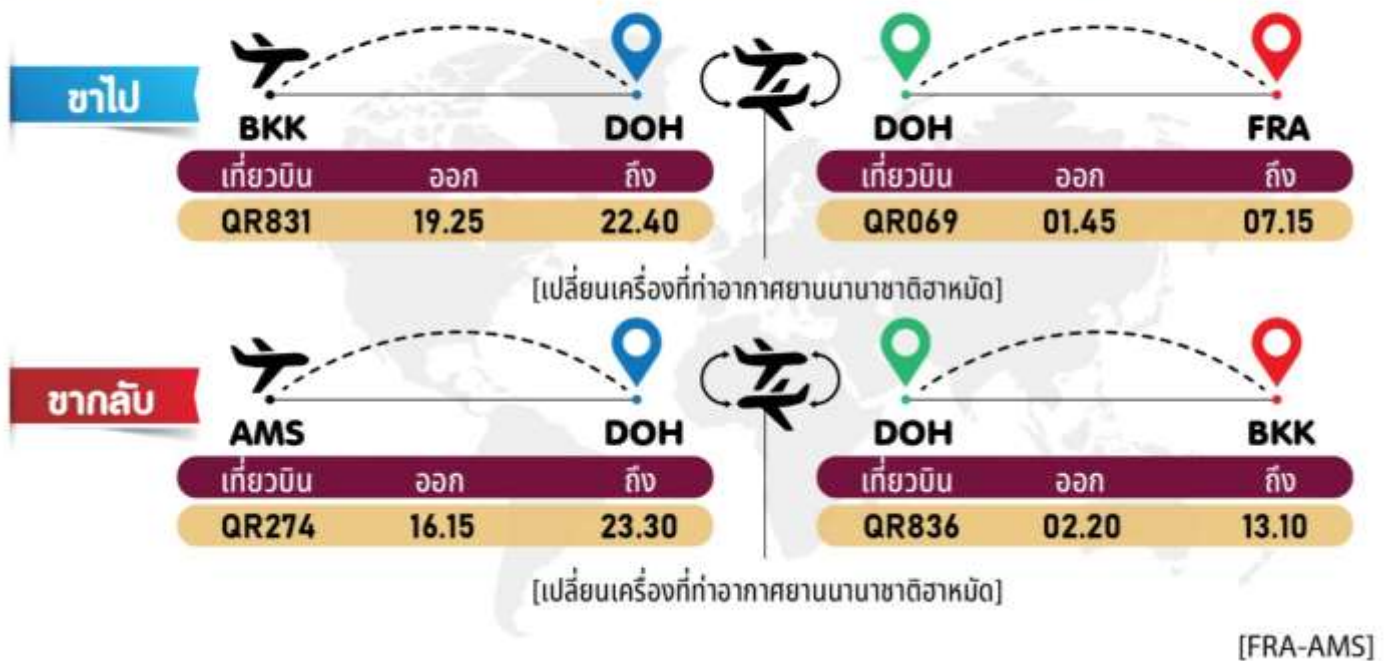 ขาไป
BKK DOH DOH FRA
เที่ยวบิน ออก ถึง เที่ยวบิน ออก ถึง
QR831 19.25 22.40 QR069 01.45 07.15
[เปลี่ยนเครื่องที่ท่าอากาศยานนานาชาติฮาหมัด]
ขากลับ
AMS DOH DOH BKK
เที่ยวบิน ออก ถึง เที่ยวบิน ออก ถึง
QR274 16.15 23.30 QR836 02.20 13.10
[เปลี่ยนเครื่องที่ท่าอากาศยานนานาชาติฮาหมัด]
[FRA-AMS]